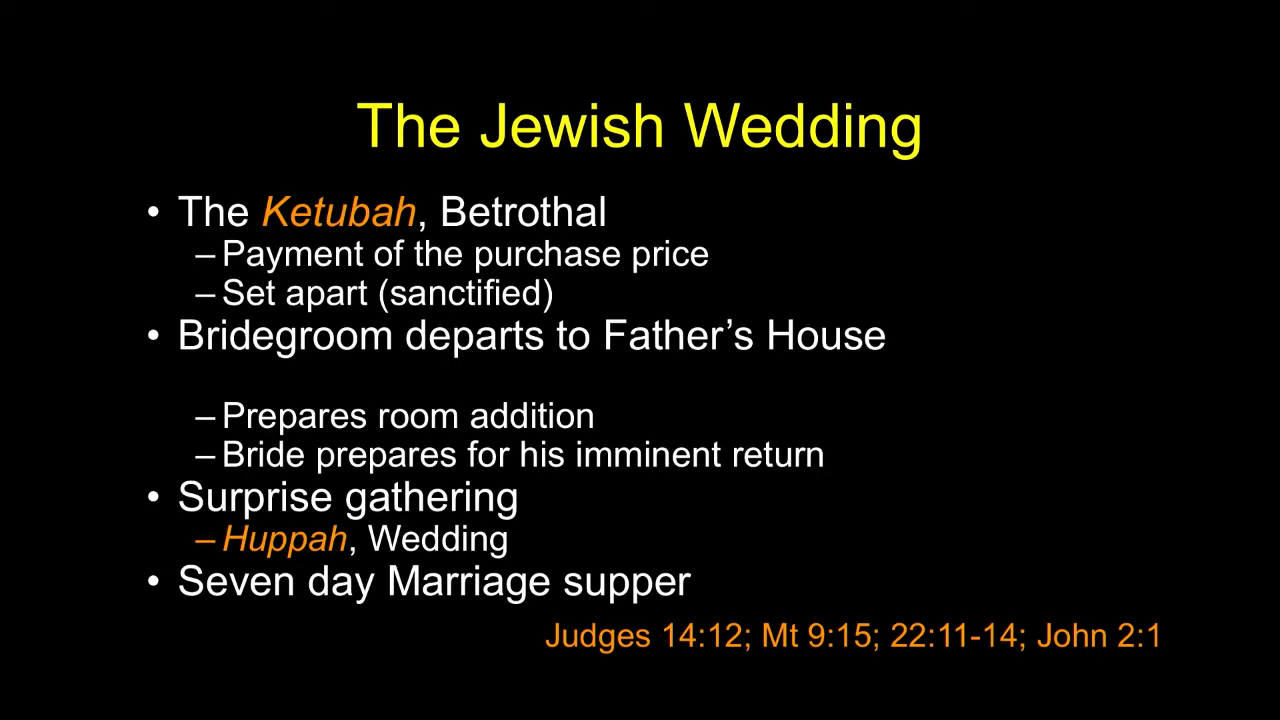 The Jewish Wedding
• The Ketubah, Betrothal
– Payment of the purchase price
– Set apart (sanctified)
• Bridegroom departs to Father’s House
– Prepares room addition
– Bride prepares for his imminent return
• Surprise gathering
– Huppah, Wedding
• Seven day Marriage supper
Judges 14:12; Mt 9:15; 22:11-14; John 2:1